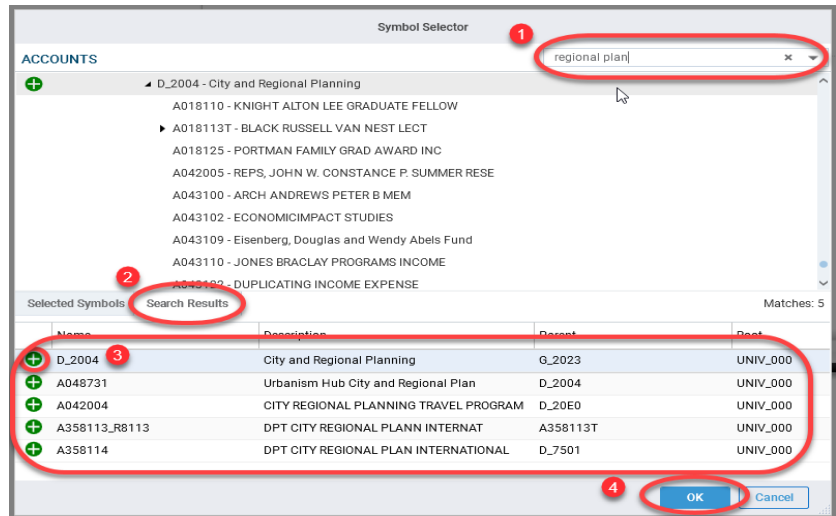 Symbol Selector
1
ACCOUNTS
regional plan
D_2004 - City and Regional Planning
A018110 - KNIGHT ALTON LEE GRADUATE FELLOW
A018113T - BLACK RUSSELL VAN NEST LECT
A018125 - PORTMAN FAMILY GRAD AWARD INC
A042005 - REPS, JOHN W. CONSTANCE P. SUMMER RESE
A043100 - ARCH ANDREWS PETER B MEM
A043102 - ECONOMICIMPACT STUDIES
A043109 - Eisenberg, Douglas and Wendy Abels Fund
A043110 - JONES BRACLAY PROGRAMS INCOME
2
A043122 - DUPLICATING INCOME EXPENSE
Selected Symbols Search Results Matches: 5
Name Description Parent Root
D_2004 3 City and Regional Planning G_2023 UNIV_000
A048731 Urbanism Hub City and Regional Plan D_2004 UNIV_000
A042004 CITY REGIONAL PLANNING TRAVEL PROGRAM D_20E0 UNIV_000
A358113_R8113 DPT CITY REGIONAL PLANN INTERNAT A358113T UNIV_000
A358114 DPT CITY REGIONAL PLAN INTERNATIONAL D_7501 UNIV_000
4
OK Cancel